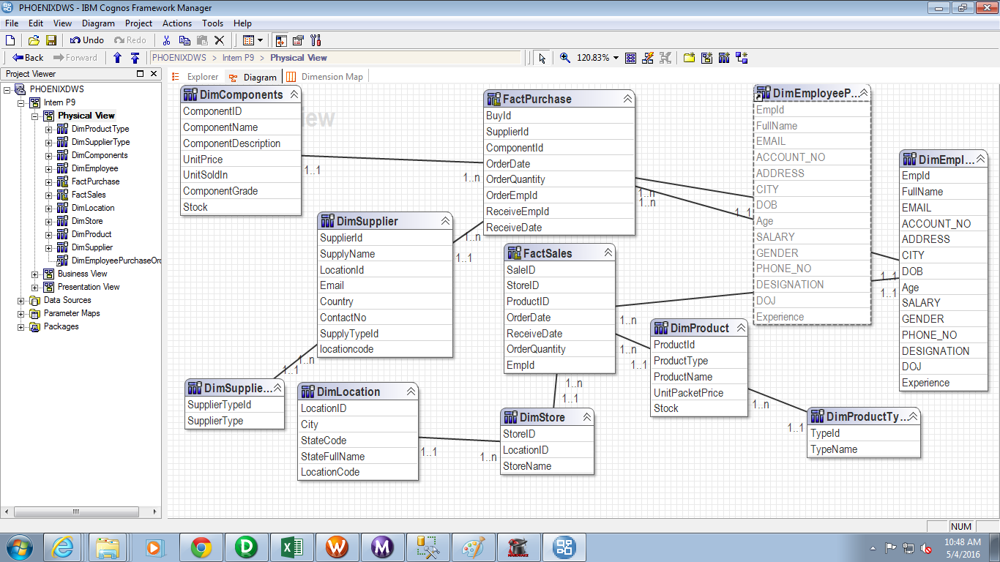 PHOENIXDWS - IBM Cognos Framework Manager
File Edit View Diagram Project Actions Tools Help
Undo Redo
Back Forward PHOENIXDWS > Intern P9 > Physical View 120.83%
Project Viewer
PHOENIXDWS
Intern P9
Physical View
DimProductType
DimSupplierType
DimComponents
DimEmployee
FactPurchase
FactSales
DimLocation
DimStore
DimProduct
DimSupplier
DimEmployeePurchaseOr
Business View
Presentation View
Data Sources
Parameter Maps
Packages
Explorer Diagram Dimension Map
DimComponents
ComponentID
ComponentName
ComponentDescription
UnitPrice
UnitSoldIn
ComponentGrade
Stock
1..1
1..n
FactPurchase
BuyId
SupplierId
ComponentId
OrderDate
OrderQuantity
OrderEmpId
ReceiveEmpId
ReceiveDate
1..n
1..n
1..1
DimEmployeeP...
EmpId
FullName
EMAIL
ACCOUNT_NO
ADDRESS
CITY
DOB
Age
SALARY
GENDER
PHONE_NO
DESIGNATION
DOJ
Experience
1..1
1..1
DimEmpl...
EmpId
FullName
EMAIL
ACCOUNT_NO
ADDRESS
CITY
DOB
Age
SALARY
GENDER
PHONE_NO
DESIGNATION
DOJ
Experience
DimSupplier
SupplierId
SupplyName
LocationId
Email
Country
ContactNo
SupplyTypeId
locationcode
1..n
1..1
1..n
1..1
FactSales
SaleID
StoreID
ProductID
OrderDate
ReceiveDate
OrderQuantity
EmpId
1..n
1..n
1..1
1..n
1..1
DimProduct
ProductId
ProductType
ProductName
UnitPacketPrice
Stock
1..n
1..1
DimSupplie...
SupplierTypeId
SupplierType
DimLocation
LocationID
City
StateCode
StateFullName
LocationCode
1..1
1..n
DimStore
StoreID
LocationID
StoreName
DimProductTy...
TypeId
TypeName
NUM
10:48 AM
5/4/2016